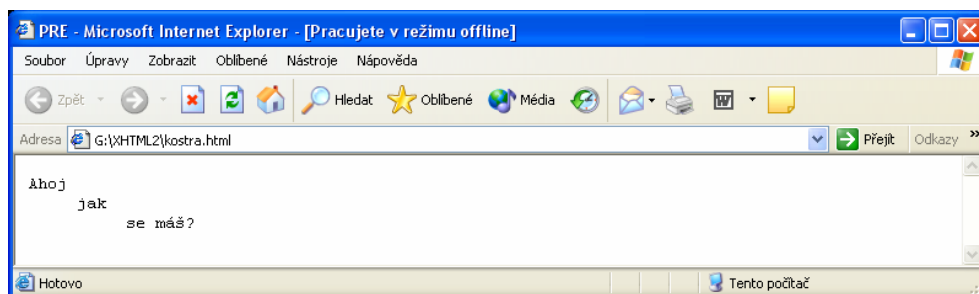 PRE - Microsoft Internet Explorer - [Pracujete v režimu offline]
Soubor Úpravy Zobrazit Oblíbené Nástroje Nápověda
Zpět Hledat Oblíbené Média
Adresa G:\XHTML2\kostra.html Přejít Odkazy »
Ahoj
jak
se máš?
Hotovo Tento počítač